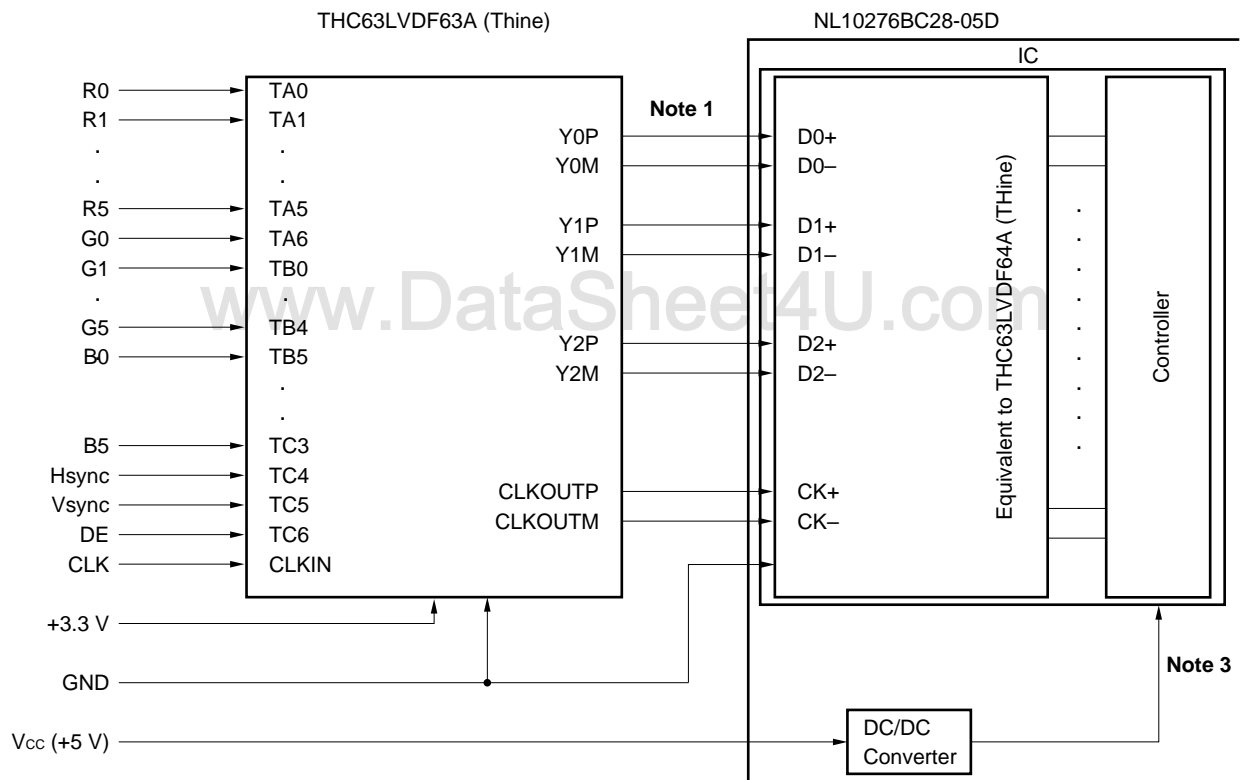 THC63LVDF63A (Thine)
NL10276BC28-05D
IC
R0
R1
.
.
R5
G0
G1
.
G5
B0
B5
Hsync
Vsync
DE
CLK
+3.3 V
GND
Vcc (+5 V)
TA0
TA1
.
.
TA5
TA6
TB0
.
TB4
TB5
.
.
TC3
TC4
TC5
TC6
CLKIN
Y0P
Y0M
Y1P
Y1M
Y2P
Y2M
CLKOUTP
CLKOUTM
Note 1
D0+
D0–
D1+
D1–
D2+
D2–
CK+
CK–
Equivalent to THC63LVDF64A (THine)
.
.
.
.
.
.
.
.
.
Controller
Note 3
DC/DC
Converter
www.DataSheet4U.com